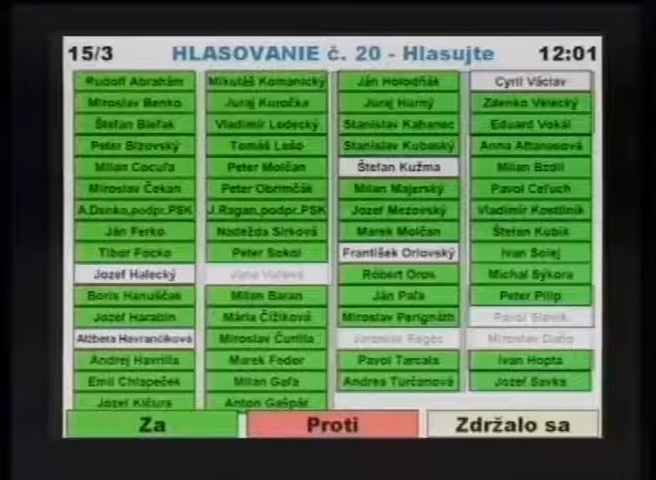 15/3 HLASOVANIE č. 20 - Hlasujte 12:01
Rudolf Abrahám Mikuláš Komanický Ján Holodňák Cyril Václav
Miroslav Benko Juraj Kuročka Juraj Hurný Zdenko Velecký
Štefan Bieľak Vladimír Ledecký Stanislav Kahanec Eduard Vokál
Peter Bizovský Tomáš Lešo Stanislav Kubaský Anna Aftanasová
Milan Cocuľa Peter Molčan Štefan Kužma Milan Bzdil
Miroslav Čekan Peter Obrimčák Milan Majerský Pavol Ceľuch
A.Danko,podpr.PSK J.Ragan,podpr.PSK Jozef Mezovský Vladimír Kostilník
Ján Ferko Nadežda Sirková Marek Molčan Štefan Kubík
Tibor Focko Peter Sokol František Orlovský Ivan Solej
Jozef Halecký Róbert Oros Michal Sýkora
Boris Hanuščak Milan Baran Ján Paľa Peter Pilip
Jozef Harabin Mária Čižiková Miroslav Perignáth
Alžbeta Havrančíková Miroslav Čurilla
Andrej Havrilla Marek Fedor Pavol Tarcala Ivan Hopta
Emil Chlapeček Milan Gaľa Andrea Turčanová Jozef Savka
Jozef Kičura Anton Gašpár
Za Proti Zdržalo sa